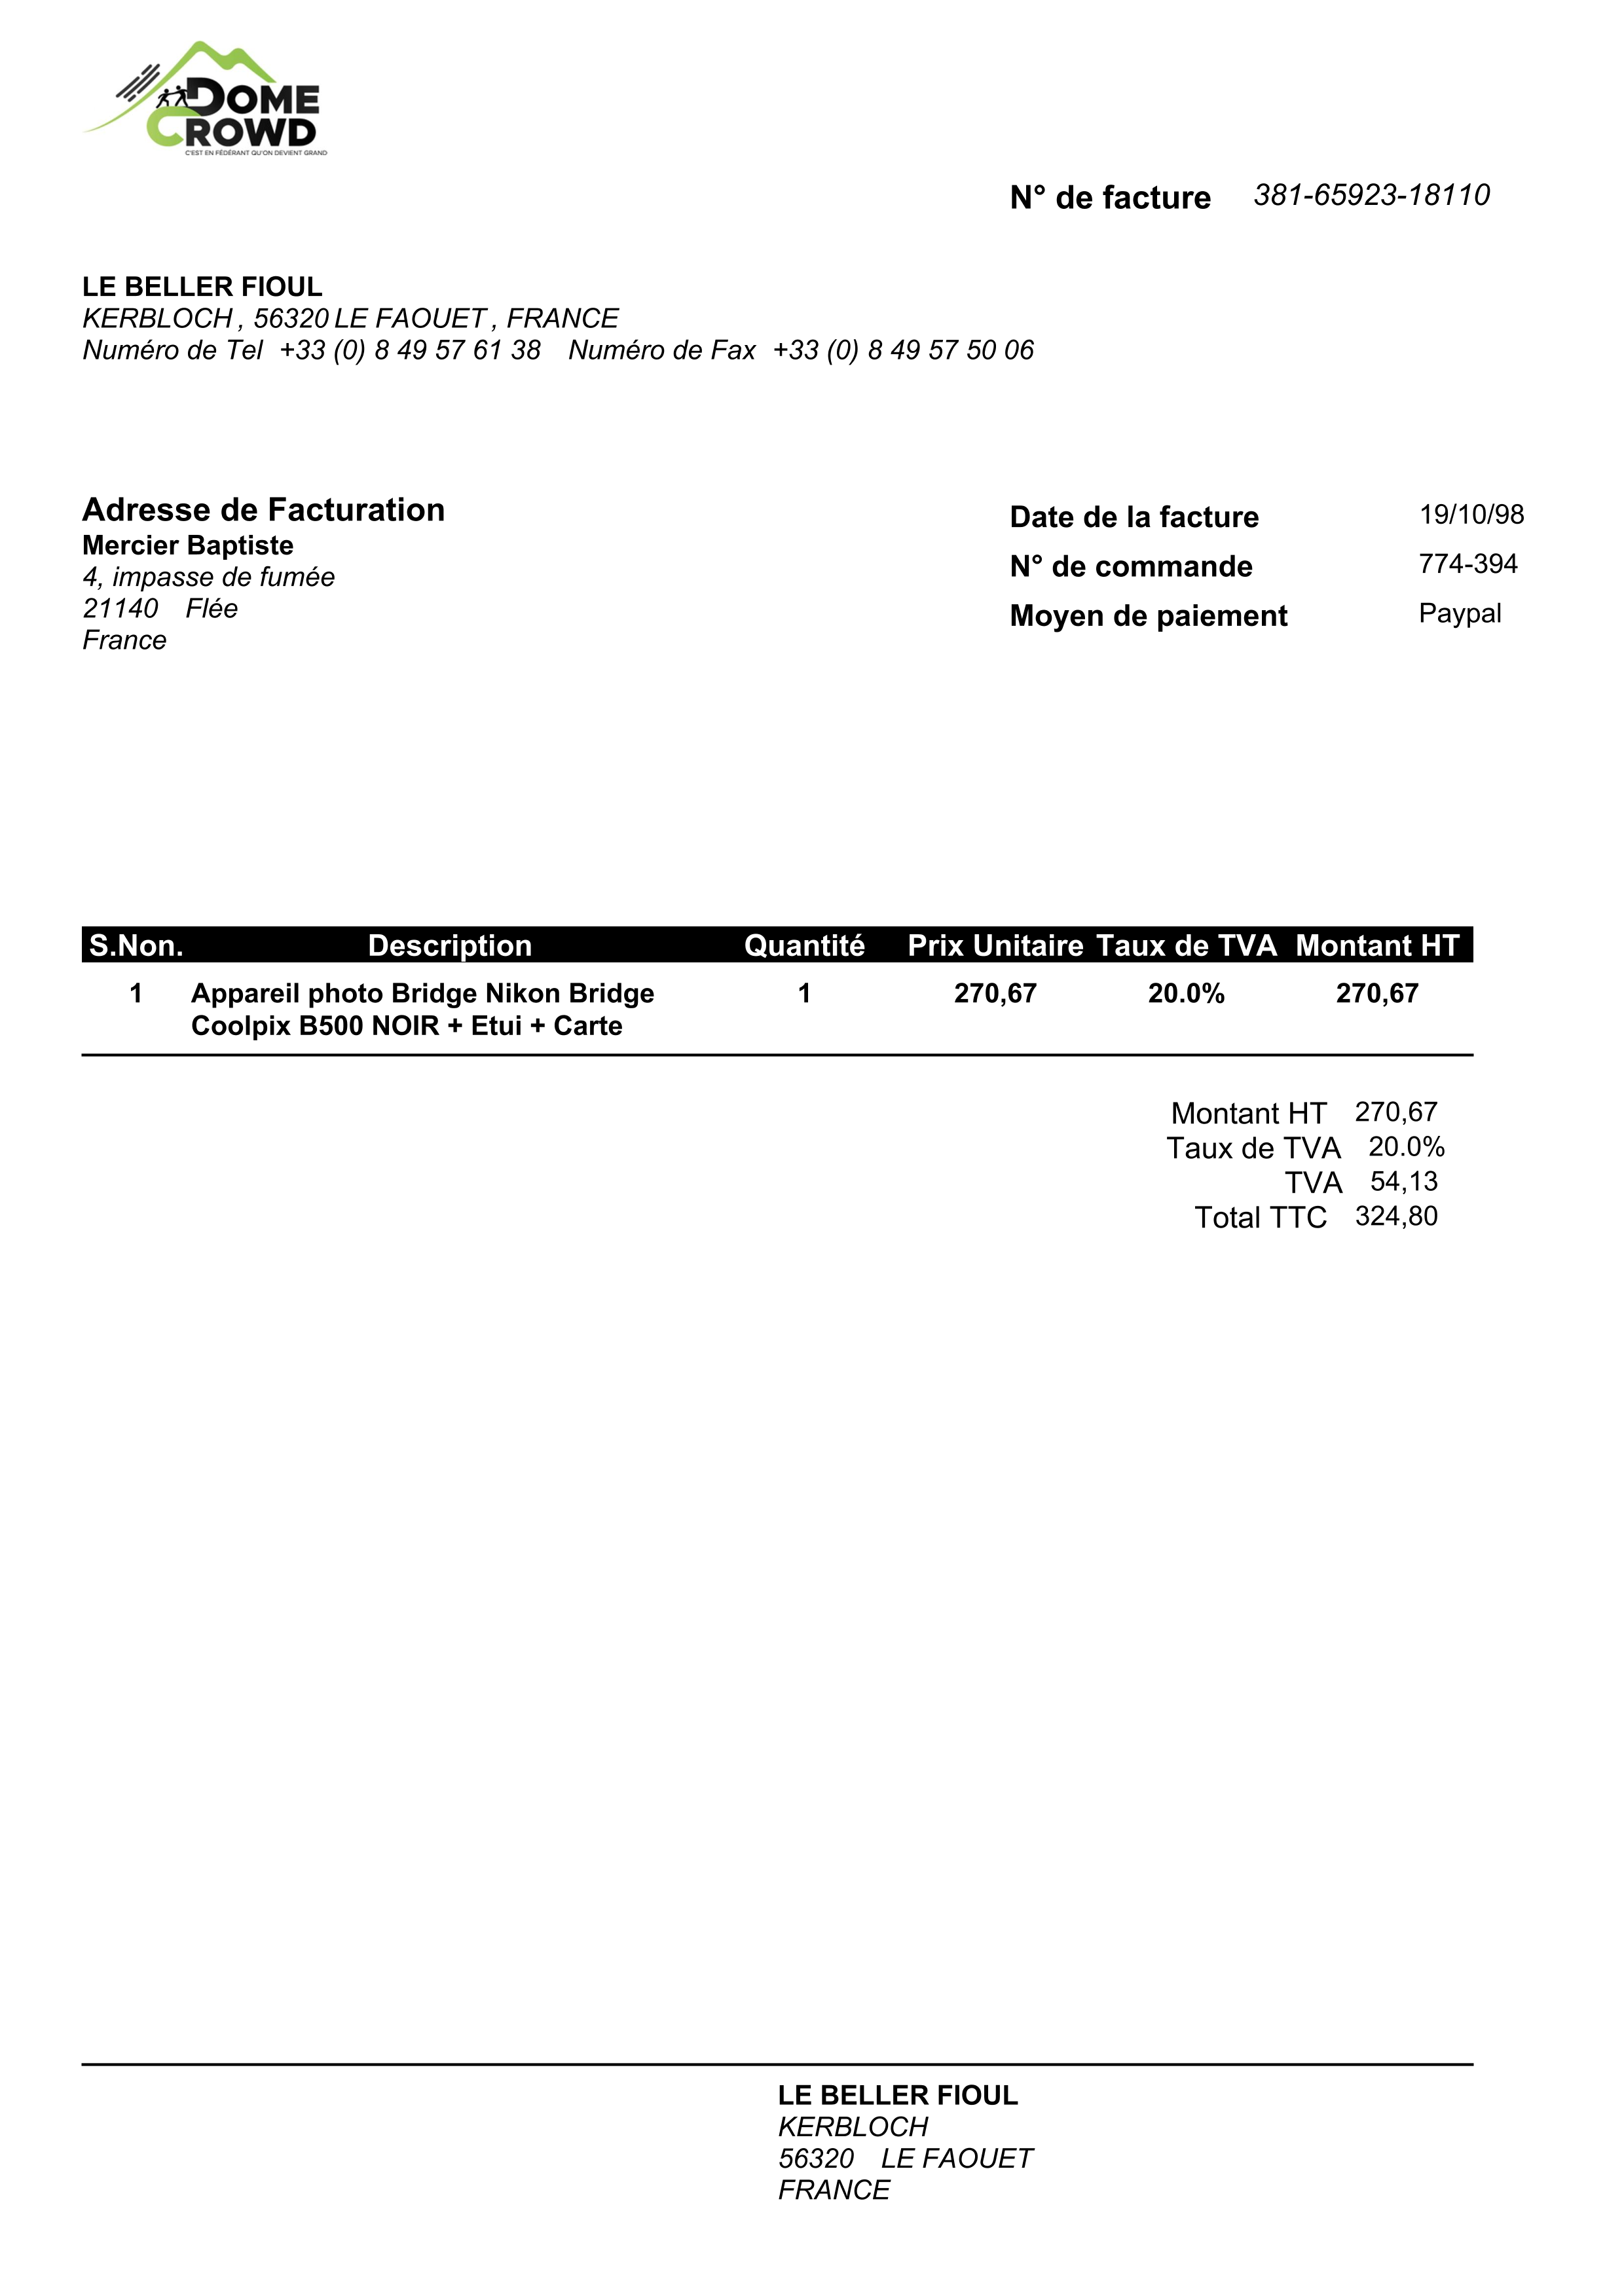 DOME
CROWD
C'EST EN FÉDÉRANT QU'ON DEVIENT GRAND
N° de facture 381-65923-18110
LE BELLER FIOUL
KERBLOCH , 56320 LE FAOUET , FRANCE
Numéro de Tel +33 (0) 8 49 57 61 38 Numéro de Fax +33 (0) 8 49 57 50 06
Adresse de Facturation
Mercier Baptiste
4, impasse de fumée
21140 Flée
France
Date de la facture 19/10/98
N° de commande 774-394
Moyen de paiement Paypal
S.Non. Description Quantité Prix Unitaire Taux de TVA Montant HT
1 Appareil photo Bridge Nikon Bridge 1 270,67 20.0% 270,67
Coolpix B500 NOIR + Etui + Carte
Montant HT 270,67
Taux de TVA 20.0%
TVA 54,13
Total TTC 324,80
LE BELLER FIOUL
KERBLOCH
56320 LE FAOUET
FRANCE